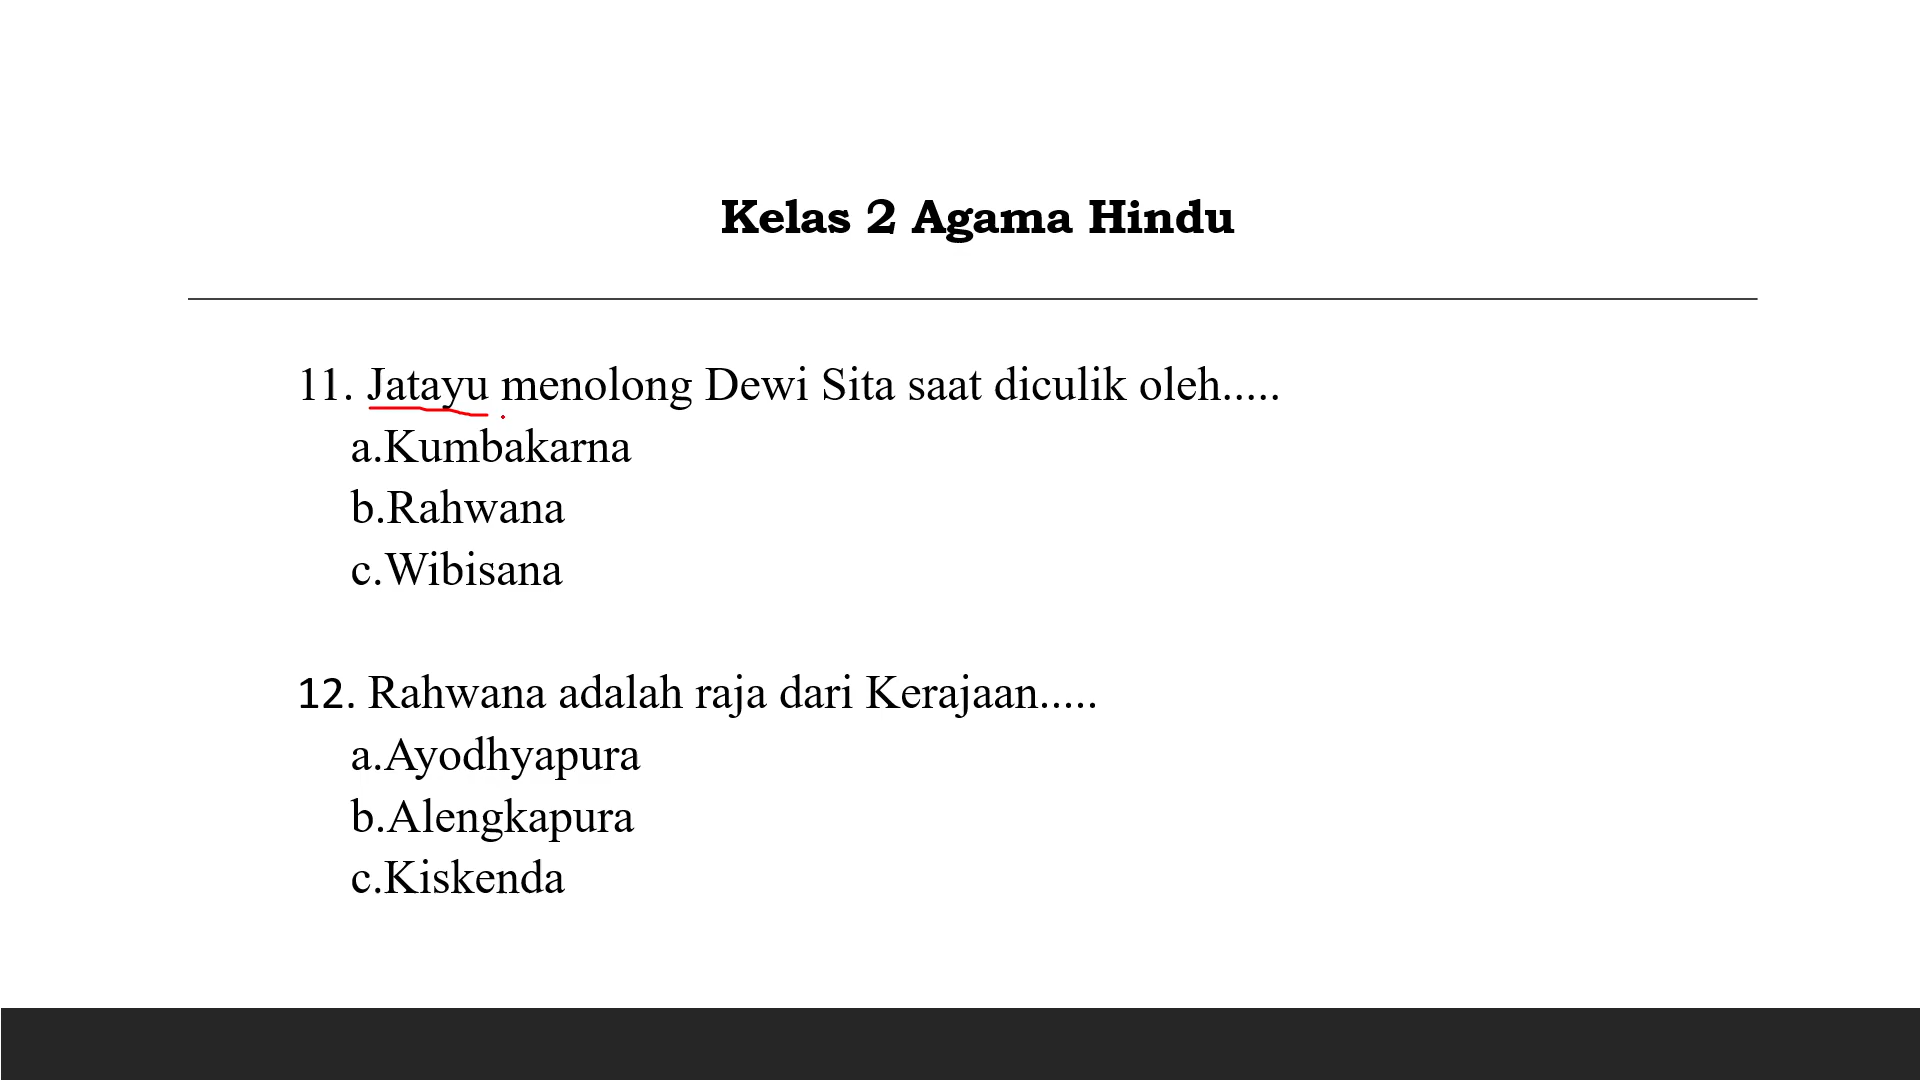 Kelas 2 Agama Hindu
11. Jatayu menolong Dewi Sita saat diculik oleh.....
a.Kumbakarna
b.Rahwana
c.Wibisana
12. Rahwana adalah raja dari Kerajaan.....
a.Ayodhyapura
b.Alengkapura
c.Kiskenda